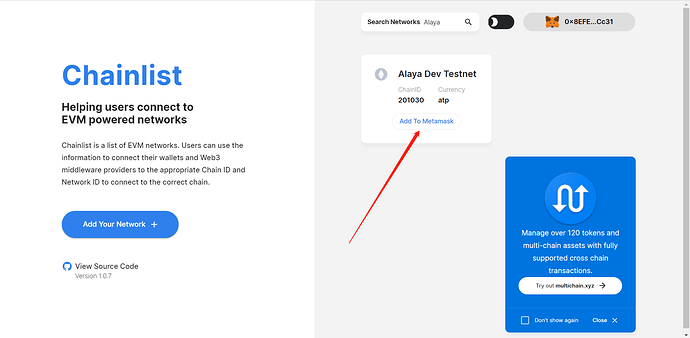 Chainlist
Helping users connect to
EVM powered networks
Chainlist is a list of EVM networks. Users can use the
information to connect their wallets and Web3
middleware providers to the appropriate Chain ID and
Network ID to connect to the correct chain.
Add Your Network +
View Source Code
Version 1.0.7
Search Networks Alaya
0x8EFE...Cc31
Alaya Dev Testnet
ChainID Currency
201030 atp
Add To Metamask
Manage over 120 tokens and
multi-chain assets with fully
supported cross chain
transactions.
Try out multichain.xyz →
Don't show again Close ✕